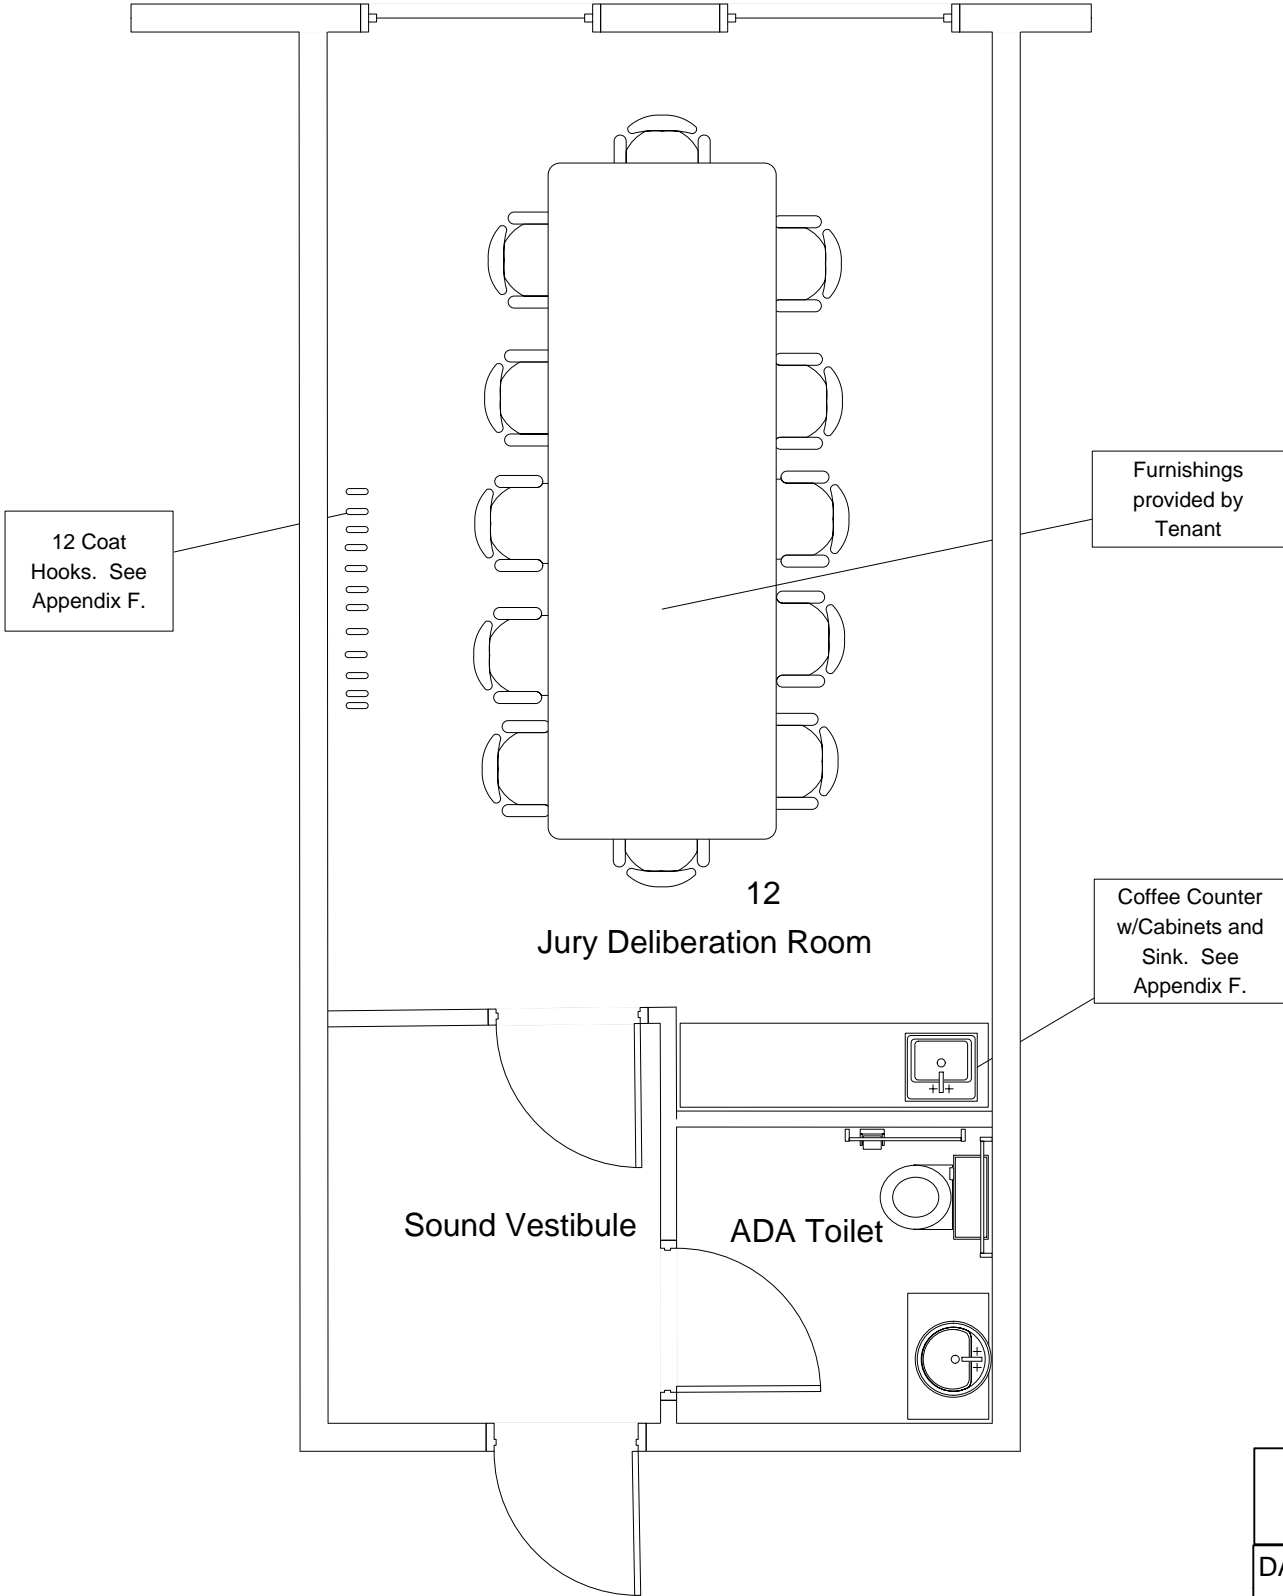 12 Coat
Hooks.  See
Appendix F.
Furnishings
provided by
Tenant
12
Jury Deliberation Room
Coffee Counter
w/Cabinets and
Sink.  See
Appendix F.
Sound Vestibule
ADA Toilet